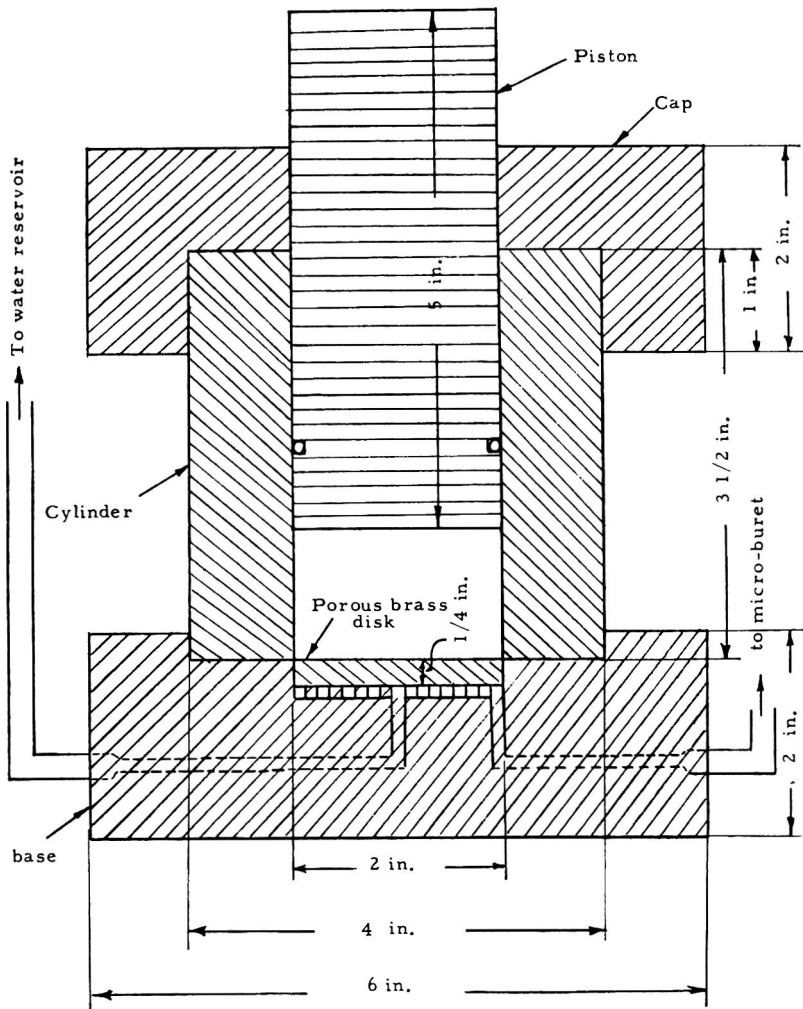 Piston
Cap
To water reservoir
5 in.
2 in.
1 in.
3 1/2 in.
Cylinder
Porous brass
disk
1/4 in.
to micro-buret
2 in.
base
2 in.
4 in.
6 in.